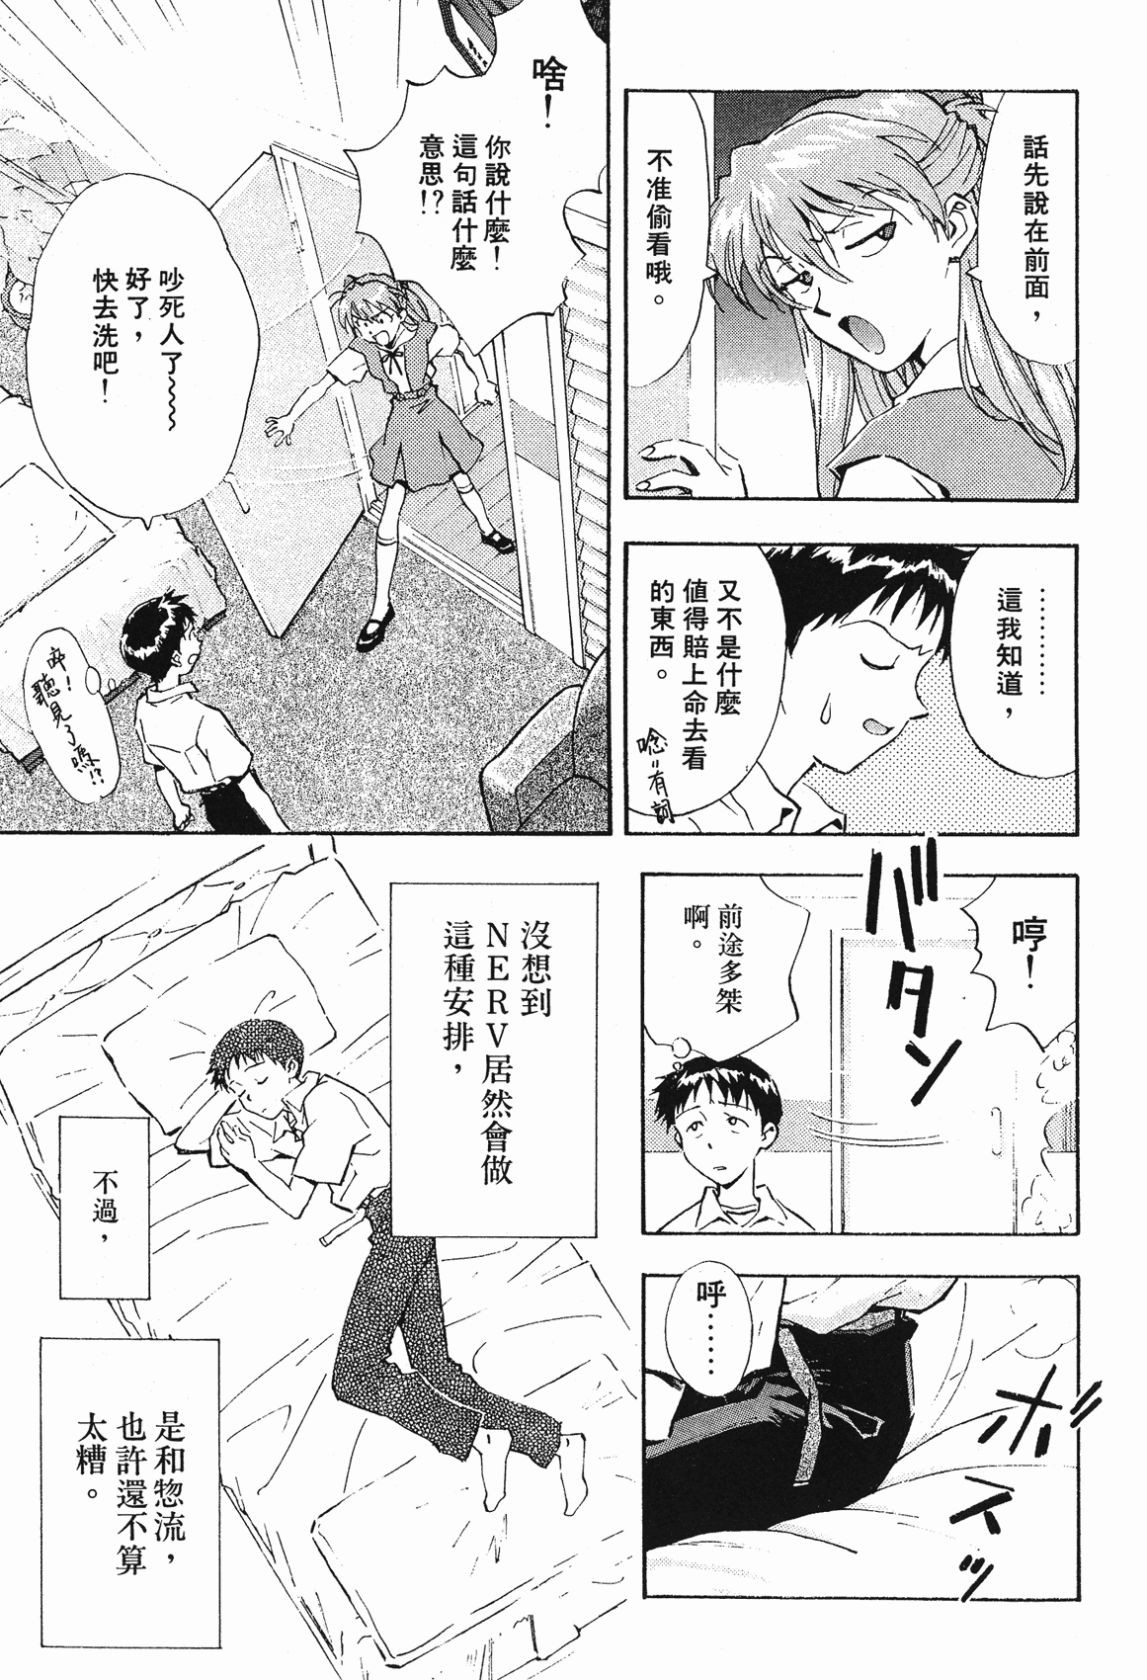 話先說在前面，
不准偷看哦。
…………
這我知道，
又不是什麼
值得賠上命去看
的東西。
唸=有詞
哼！
バタン
前途多桀
啊。
呼……
ボスッ
啥！
你說什麼！
這句話什麼
意思!?
吵死人了~~~
好了，
快去洗吧！
啐！
聽見了嗎!?
沒想到
NERV居然會做
這種安排，
不過，
是和惣流，
也許還不算
太糟。